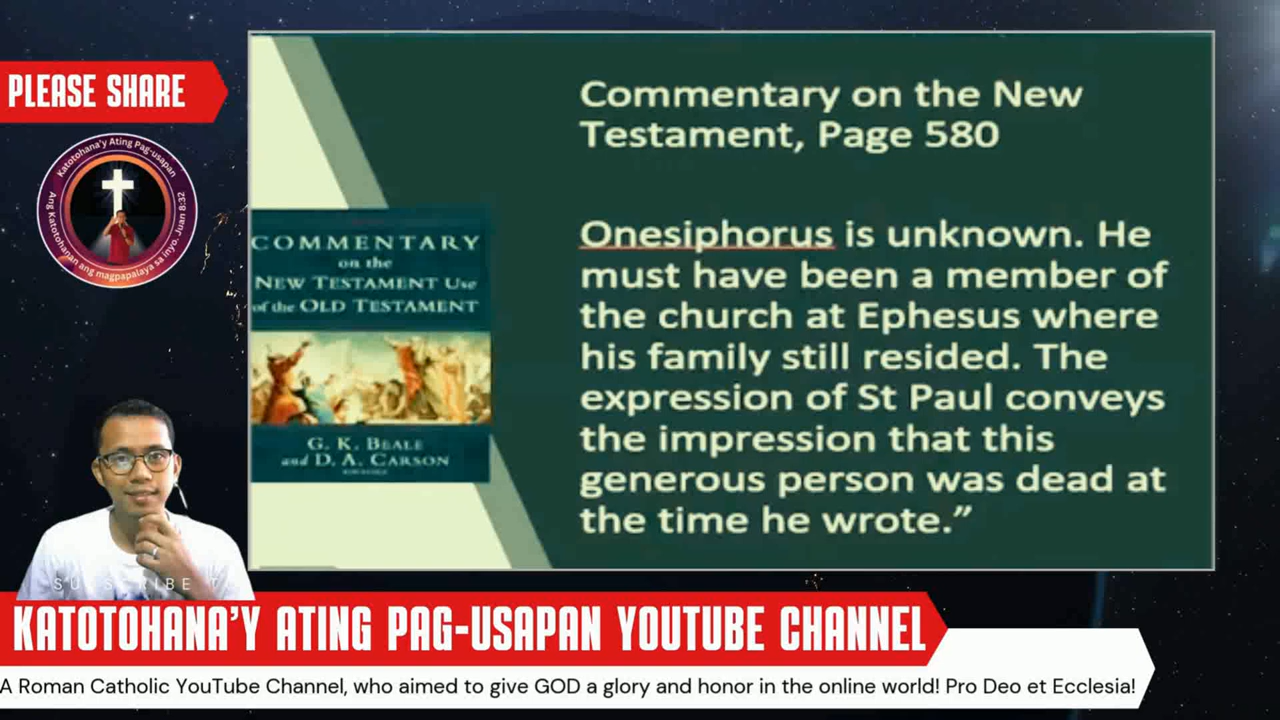 PLEASE SHARE
Katotohana'y Ating Pag-usapan
Ang Katotohanan ang magpapalaya sa inyo. Juan 8:32
Commentary on the New
Testament, Page 580
COMMENTARY
on the
NEW TESTAMENT Use
of the OLD TESTAMENT
G. K. BEALE
and D. A. CARSON
Onesiphorus is unknown. He
must have been a member of
the church at Ephesus where
his family still resided. The
expression of St Paul conveys
the impression that this
generous person was dead at
the time he wrote.”
SUBSCRIBE
KATOTOHANA’Y ATING PAG-USAPAN YOUTUBE CHANNEL
A Roman Catholic YouTube Channel, who aimed to give GOD a glory and honor in the online world! Pro Deo et Ecclesia!